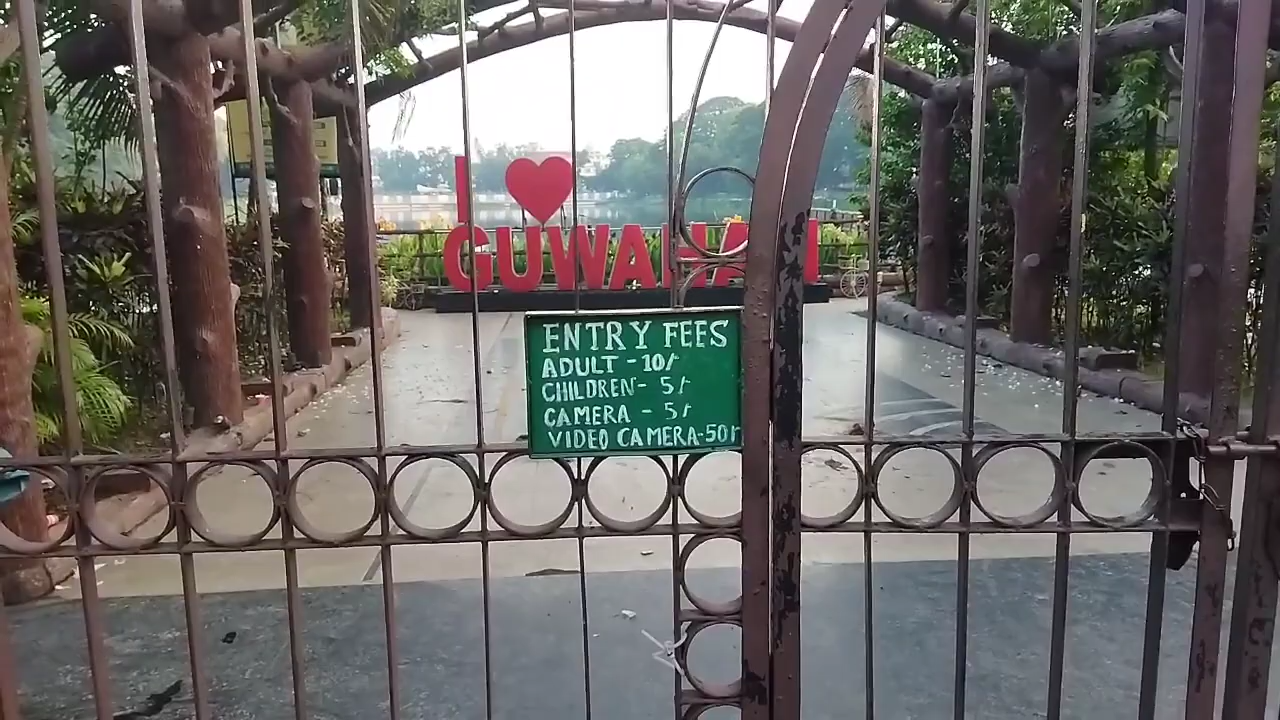 I ❤
GUWAHATI
ENTRY FEES
ADULT - 10/-
CHILDREN - 5/-
CAMERA - 5/-
VIDEO CAMERA-50/-